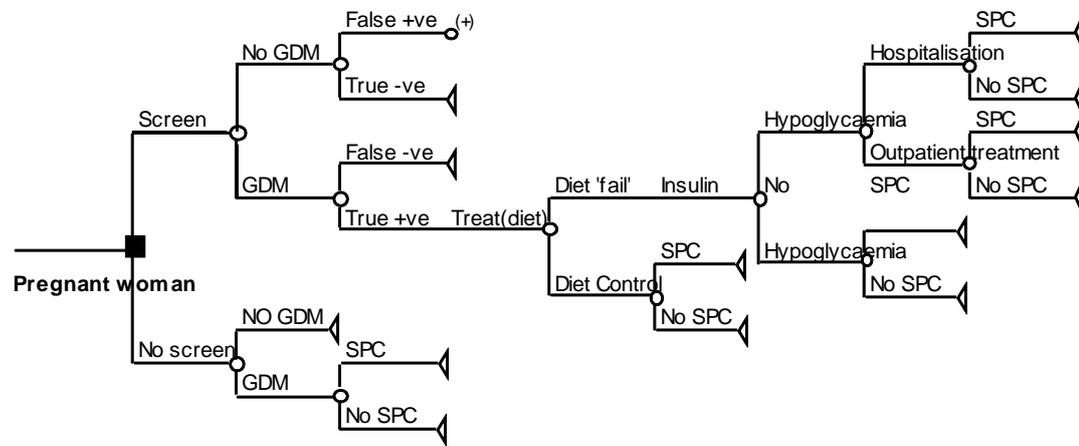 False +ve (+)
SPC
No GDM
Hospitalisation
True -ve
No SPC
Screen
Hypoglycaemia
SPC
False -ve
Outpatient treatment
GDM
Diet 'fail' Insulin
No
SPC
No SPC
True +ve Treat(diet)
SPC
Hypoglycaemia
Pregnant woman
Diet Control
No SPC
NO GDM
No SPC
No screen
SPC
GDM
No SPC